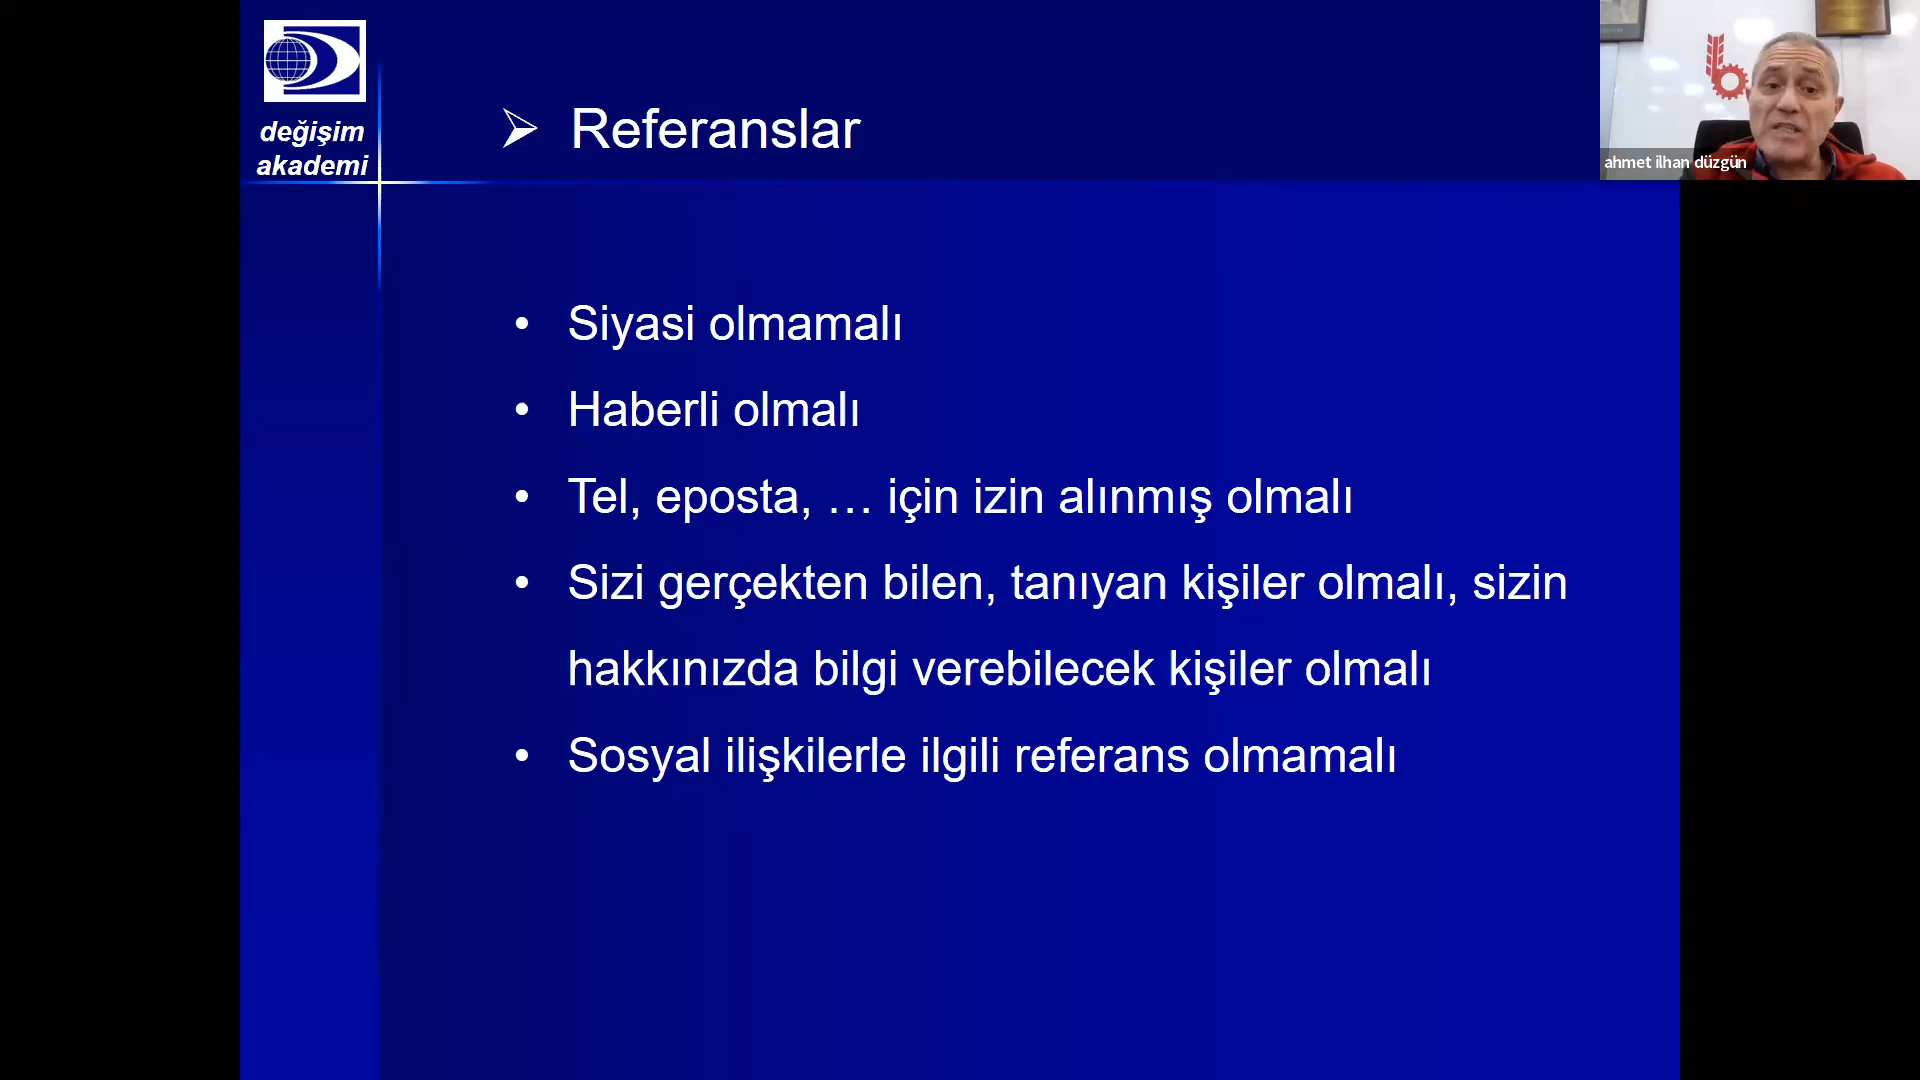 değişim
akademi
Referanslar
ahmet ilhan düzgün
• Siyasi olmamalı
• Haberli olmalı
• Tel, eposta, … için izin alınmış olmalı
• Sizi gerçekten bilen, tanıyan kişiler olmalı, sizin
hakkınızda bilgi verebilecek kişiler olmalı
• Sosyal ilişkilerle ilgili referans olmamalı